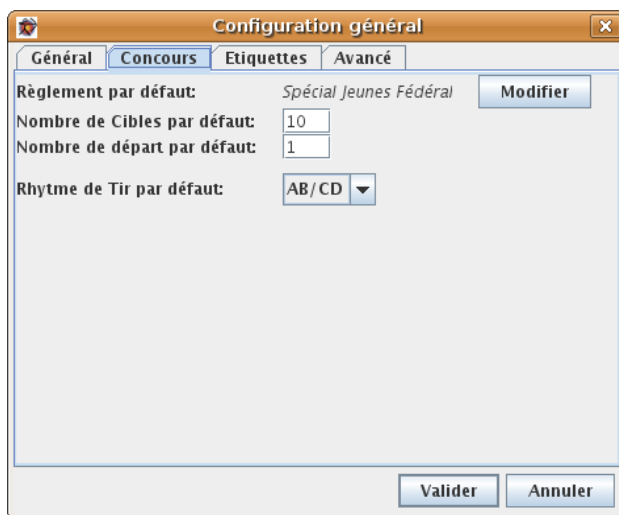 Configuration général
Général Concours Etiquettes Avancé
Règlement par défaut: Spécial Jeunes Fédéral Modifier
Nombre de Cibles par défaut: 10
Nombre de départ par défaut: 1
Rhytme de Tir par défaut: AB/CD
Valider Annuler